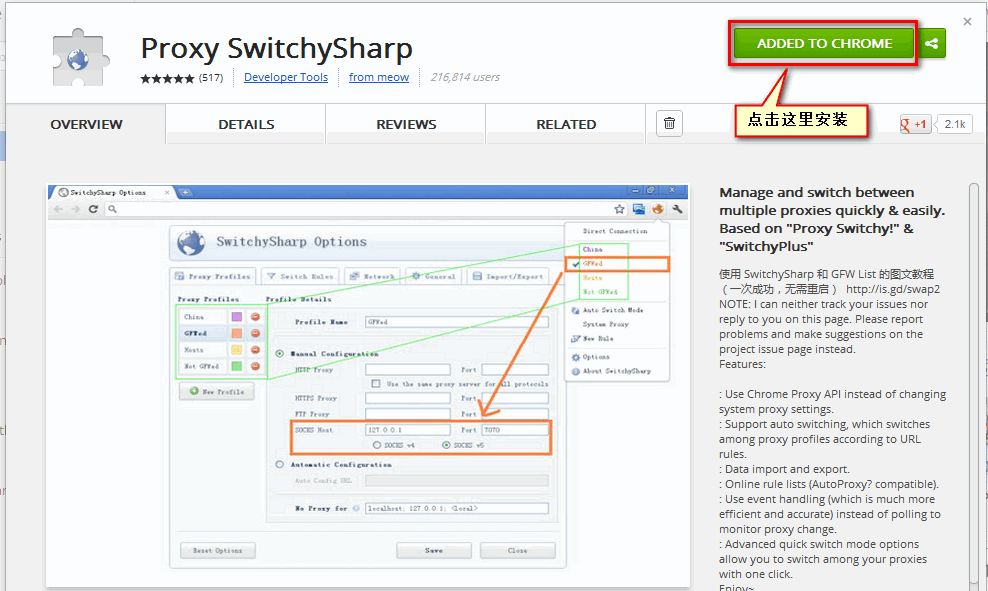 Proxy SwitchySharp
ADDED TO CHROME
(517) Developer Tools from meow 216,814 users
点击这里安装
OVERVIEW DETAILS REVIEWS RELATED
+1 2.1k
SwitchySharp Options
SwitchySharp Options
Direct Connection
China
GFWed
Hosts
Not GFWed
Auto Switch Mode
System Proxy
New Rule
Options
About SwitchySharp
Proxy Profiles Switch Rules Network General Import/Export
Proxy Profiles
China
GFWed
Hosts
Not GFWed
New Profile
Profile Details
Profile Name GFWed
Manual Configuration
HTTP Proxy Port
Use the same proxy server for all protocols
HTTPS Proxy Port
FTP Proxy Port
SOCKS Host 127.0.0.1 Port 7070
SOCKS v4 SOCKS v5
Automatic Configuration
Auto Config URL
No Proxy for localhost; 127.0.0.1; <local>
Reset Options Save Close
Manage and switch between
multiple proxies quickly & easily.
Based on "Proxy Switchy!" &
"SwitchyPlus"
使用 SwitchySharp 和 GFW List 的图文教程
（一次成功，无需重启） http://is.gd/swap2
NOTE: I can neither track your issues nor
reply to you on this page. Please report
problems and make suggestions on the
project issue page instead.
Features:
: Use Chrome Proxy API instead of changing
system proxy settings.
: Support auto switching, which switches
among proxy profiles according to URL
rules.
: Data import and export.
: Online rule lists (AutoProxy? compatible).
: Use event handling (which is much more
efficient and accurate) instead of polling to
monitor proxy change.
: Advanced quick switch mode options
allow you to switch among your proxies
with one click.
Enjoy~